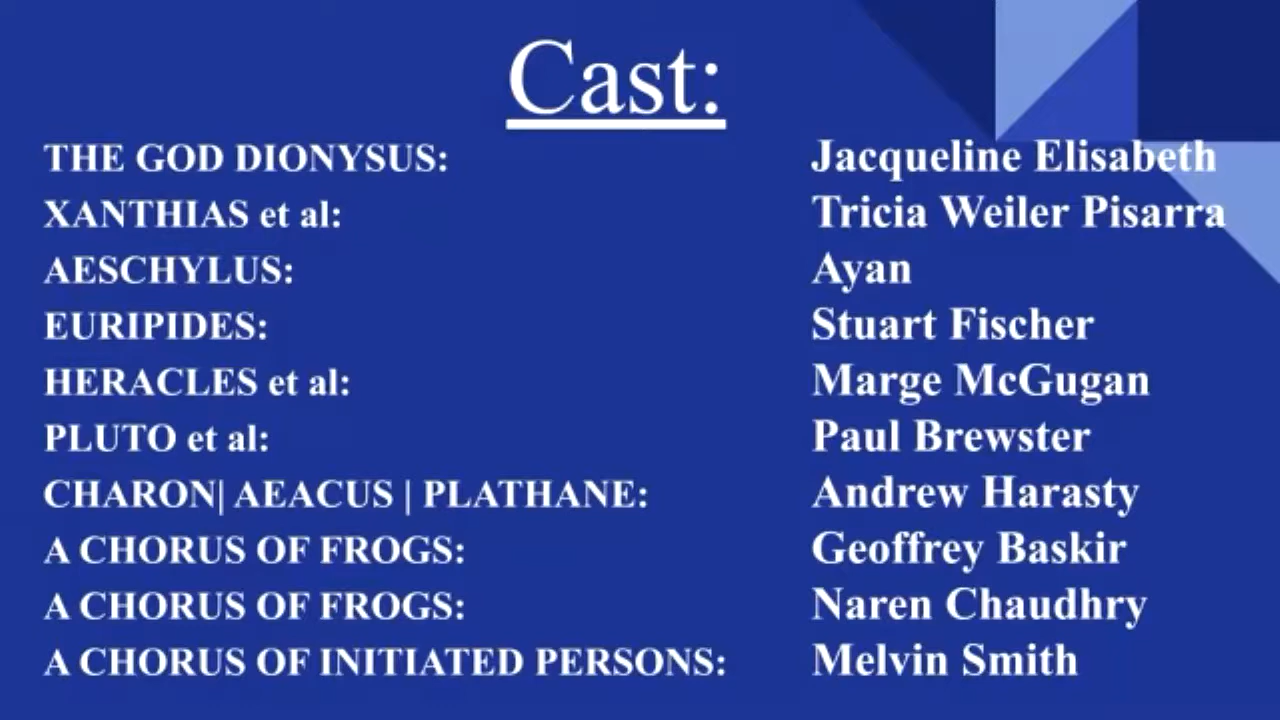 Cast:
THE GOD DIONYSUS: Jacqueline Elisabeth
XANTHIAS et al: Tricia Weiler Pisarra
AESCHYLUS: Ayan
EURIPIDES: Stuart Fischer
HERACLES et al: Marge McGugan
PLUTO et al: Paul Brewster
CHARON| AEACUS | PLATHANE: Andrew Harasty
A CHORUS OF FROGS: Geoffrey Baskir
A CHORUS OF FROGS: Naren Chaudhry
A CHORUS OF INITIATED PERSONS: Melvin Smith